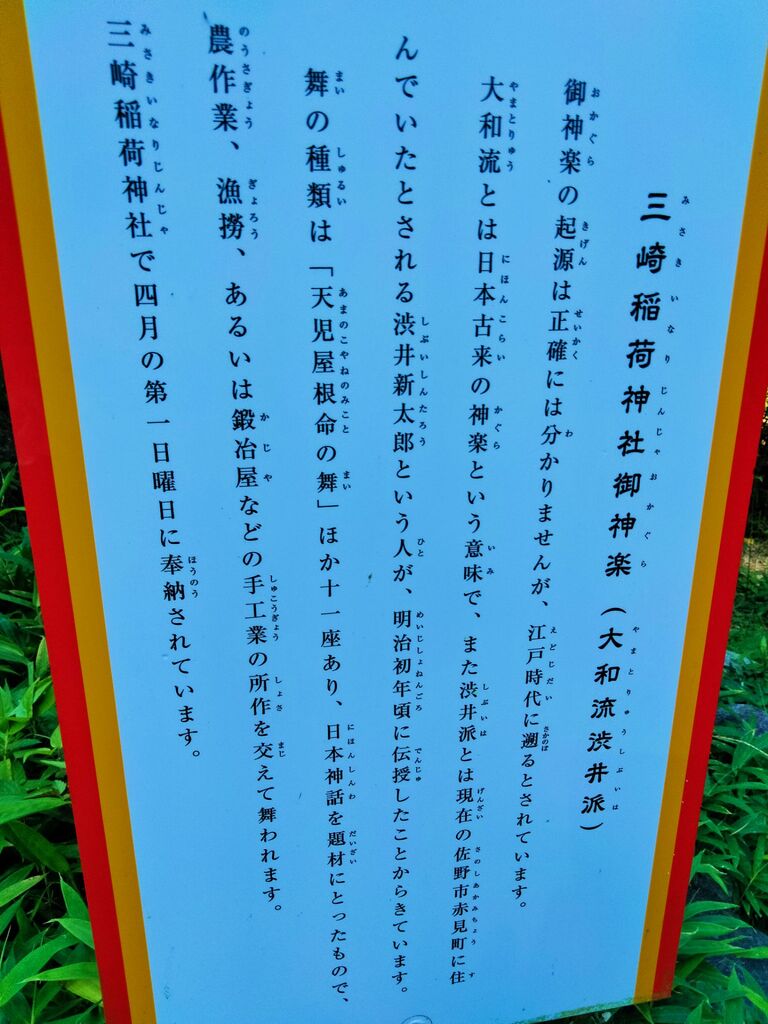 三崎稲荷神社御神楽（大和流渋井派）
御神楽の起源は正確には分かりませんが、江戸時代に遡るとされています。
大和流とは日本古来の神楽という意味で、また渋井派とは現在の佐野市赤見町に住
んでいたとされる渋井新太郎という人が、明治初年頃に伝授したことからきています。
舞の種類は「天児屋根命の舞」ほか十一座あり、日本神話を題材にとったもので、
農作業、漁撈、あるいは鍛冶屋などの手工業の所作を交えて舞われます。
三崎稲荷神社で四月の第一日曜日に奉納されています。